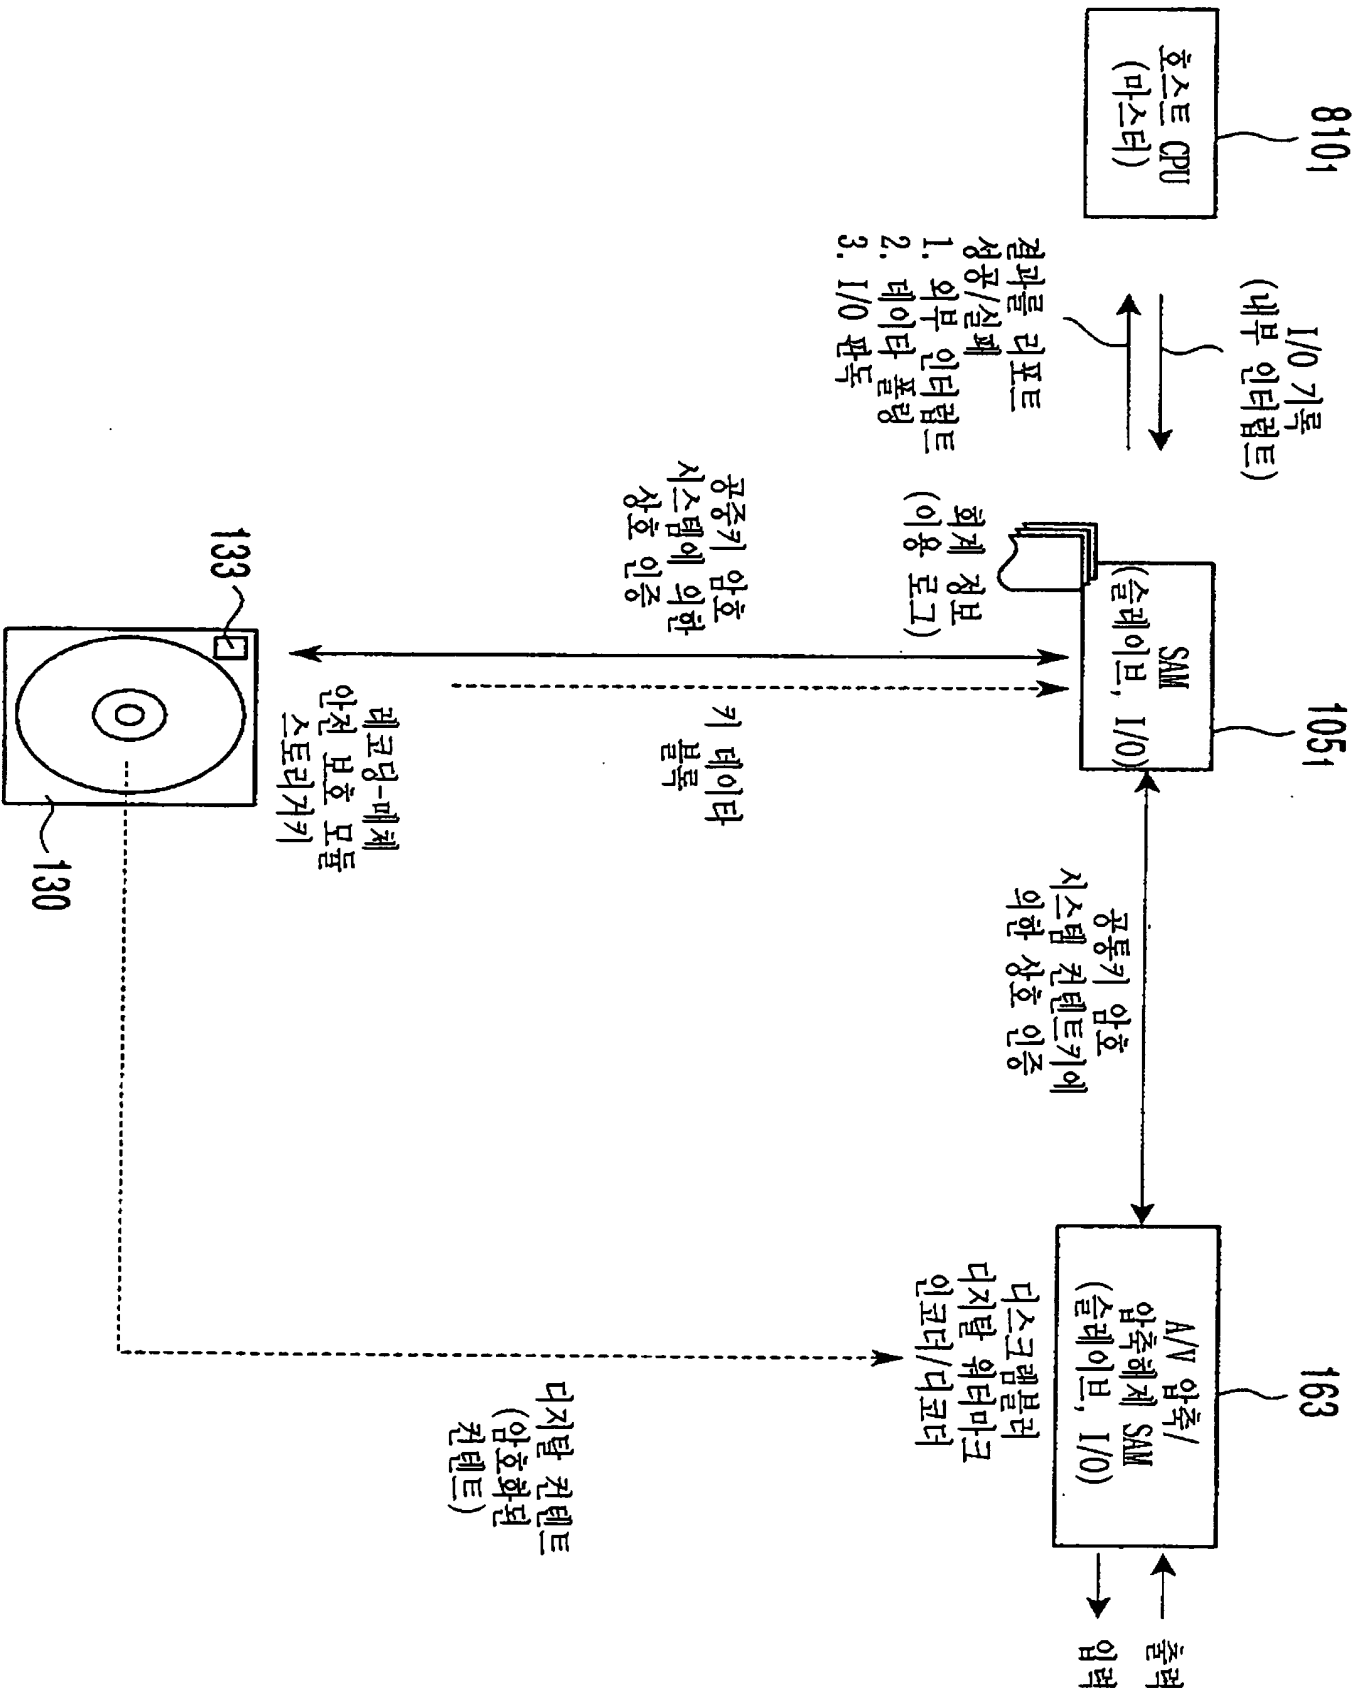 810₁
호스트 CPU
(마스터)
I/O 기록
(내부 인터럽트)
결과를 리포트
성공/실패
1. 외부 인터럽트
2. 데이타 폴링
3. I/O 판독
105₁
SAM
(슬레이브, I/O)
회계 정보
(이용 로그)
공중키 암호
시스템에 의한
상호 인증
키 데이타
블록
133
레코딩-매체
안전 보호 모듈
스토리지키
130
공통키 암호
시스템 컨텐트키에
의한 상호 인증
163
A/V 압축/
압축해제 SAM
(슬레이브, I/O)
출력
입력
디스크램블러
디지탈 워터마크
인코더/디코더
디지탈 컨텐트
(암호화된
컨텐트)